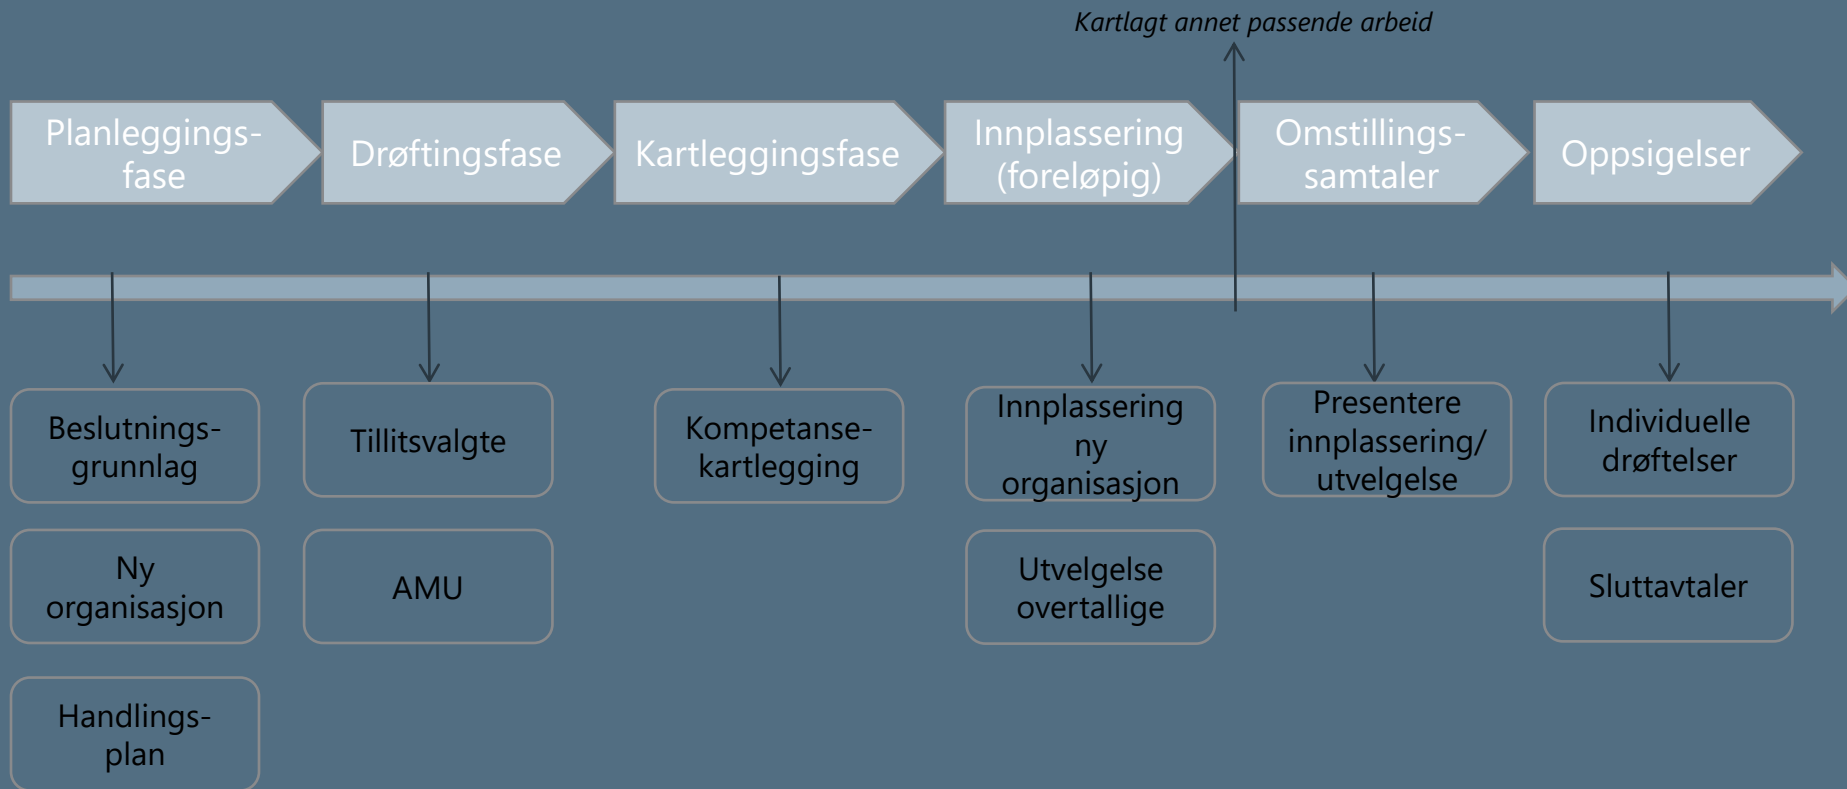 Kartlagt annet passende arbeid
Planleggings-
fase
Drøftingsfase
Kartleggingsfase
Innplassering
(foreløpig)
Omstillings-
samtaler
Oppsigelser
Beslutnings-
grunnlag
Tillitsvalgte
Kompetanse-
kartlegging
Innplassering
ny
organisasjon
Presentere
innplassering/
utvelgelse
Individuelle
drøftelser
Ny
organisasjon
AMU
Utvelgelse
overtallige
Sluttavtaler
Handlings-
plan